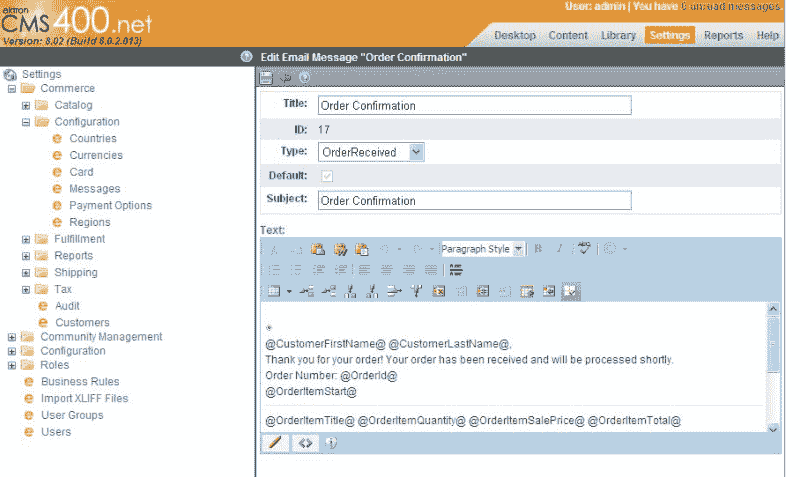 User: admin | You have 0 unread messages
ektron
CMS400.net
Version: 8.02 (Build 8.0.2.013)
Desktop Content Library Settings Reports Help
Edit Email Message "Order Confirmation"
Settings
Commerce
Catalog
Configuration
Countries
Currencies
Card
Messages
Payment Options
Regions
Fulfillment
Reports
Shipping
Tax
Audit
Customers
Community Management
Configuration
Roles
Business Rules
Import XLIFF Files
User Groups
Users
Title: Order Confirmation
ID: 17
Type: OrderReceived
Default:
Subject: Order Confirmation
Text:
Paragraph Style B I
@CustomerFirstName@ @CustomerLastName@,
Thank you for your order! Your order has been received and will be processed shortly.
Order Number: @OrderId@
@OrderItemStart@
@OrderItemTitle@ @OrderItemQuantity@ @OrderItemSalePrice@ @OrderItemTotal@